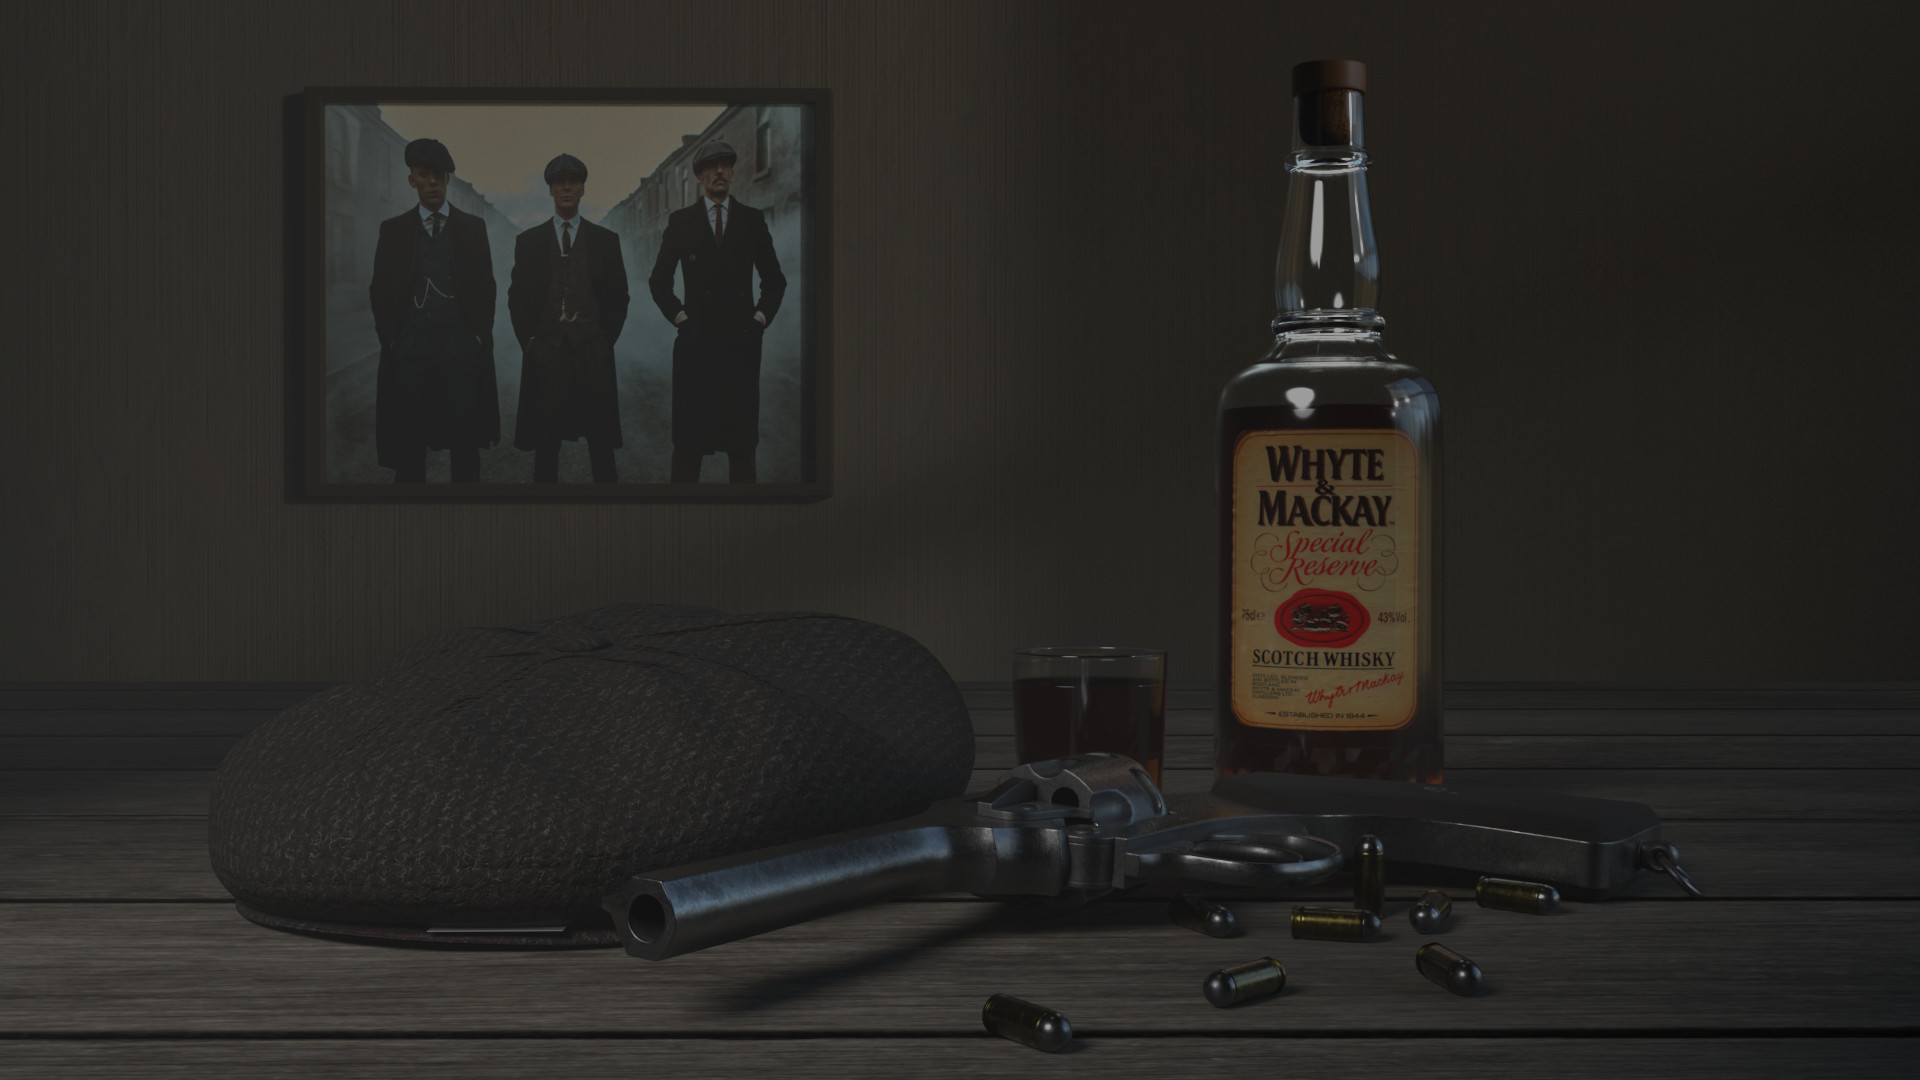 WHYTE
&
MACKAY
Special
Reserve
75cl e 43%Vol.
SCOTCH WHISKY
Whyte & Mackay
ESTABLISHED IN 1844